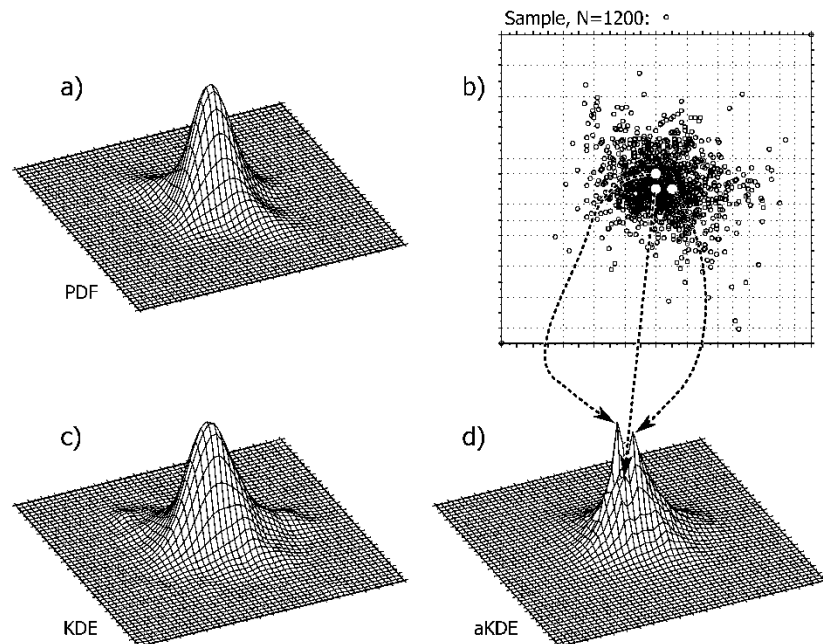 Sample, N=1200:
a)
b)
PDF
c)
d)
KDE
aKDE